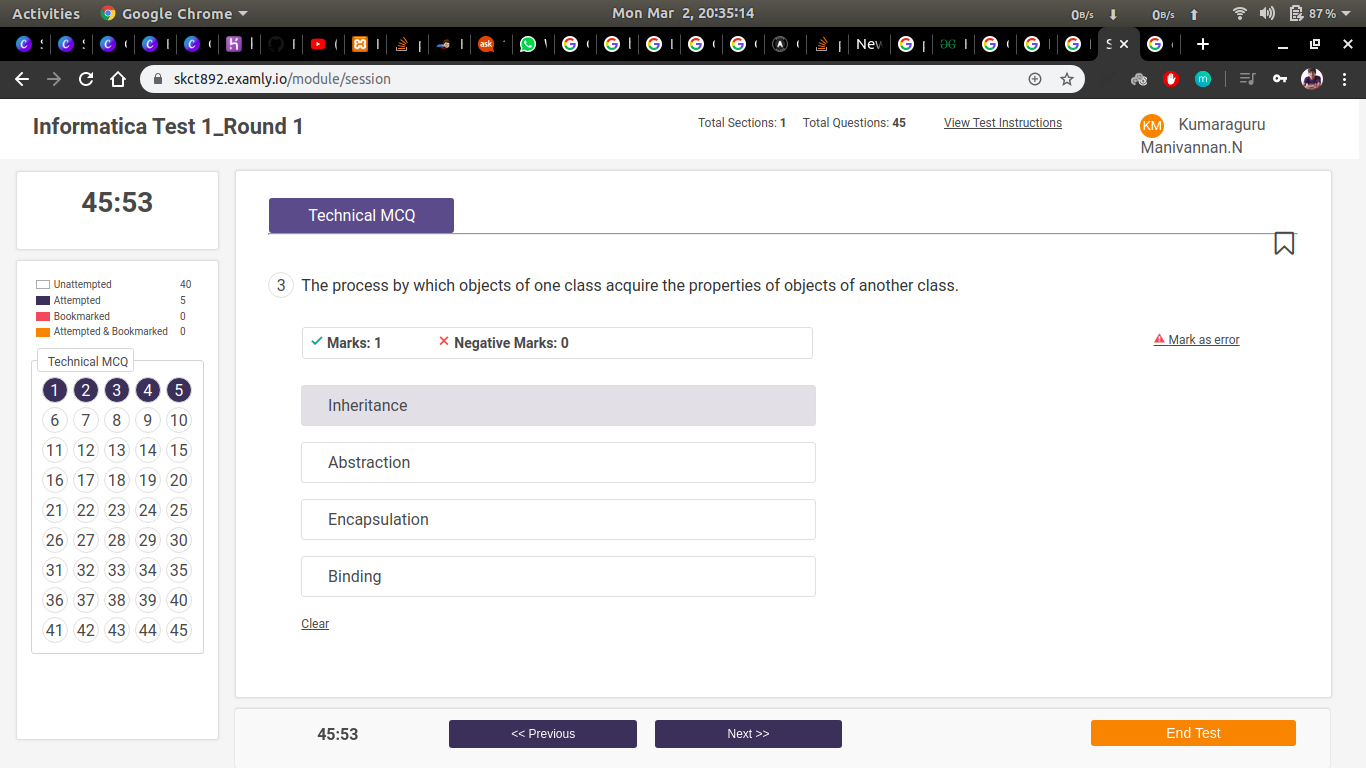 Activities Google Chrome Mon Mar 2, 20:35:14 0B/s 0B/s 87 %
New
skct892.examly.io/module/session
Informatica Test 1_Round 1
Total Sections: 1 Total Questions: 45 View Test Instructions
KM Kumaraguru
Manivannan.N
45:53
Technical MCQ
Unattempted 40
Attempted 5
Bookmarked 0
Attempted & Bookmarked 0
Technical MCQ
1 2 3 4 5
6 7 8 9 10
11 12 13 14 15
16 17 18 19 20
21 22 23 24 25
26 27 28 29 30
31 32 33 34 35
36 37 38 39 40
41 42 43 44 45
3 The process by which objects of one class acquire the properties of objects of another class.
Marks: 1 Negative Marks: 0
Mark as error
Inheritance
Abstraction
Encapsulation
Binding
Clear
45:53
<< Previous
Next >>
End Test